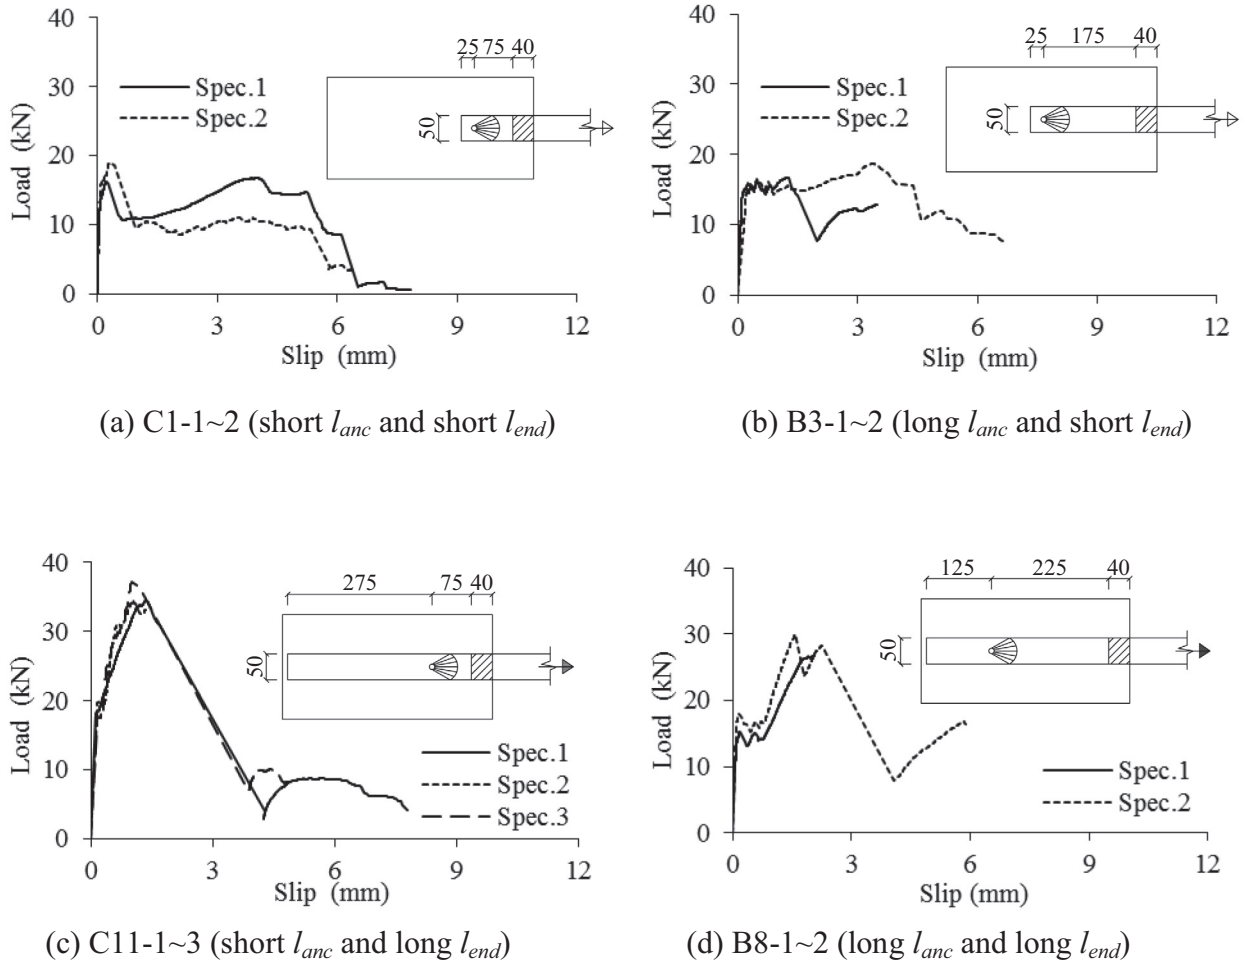 40
30
20
10
0
Load (kN)
Spec.1
Spec.2
25 75 40
50
0 3 6 9 12
Slip (mm)
(a) C1-1~2 (short l_anc and short l_end)
40
30
20
10
0
Load (kN)
Spec.1
Spec.2
25 175 40
50
0 3 6 9 12
Slip (mm)
(b) B3-1~2 (long l_anc and short l_end)
40
30
20
10
0
Load (kN)
275 75 40
50
Spec.1
Spec.2
Spec.3
0 3 6 9 12
Slip (mm)
(c) C11-1~3 (short l_anc and long l_end)
40
30
20
10
0
Load (kN)
125 225 40
50
Spec.1
Spec.2
0 3 6 9 12
Slip (mm)
(d) B8-1~2 (long l_anc and long l_end)